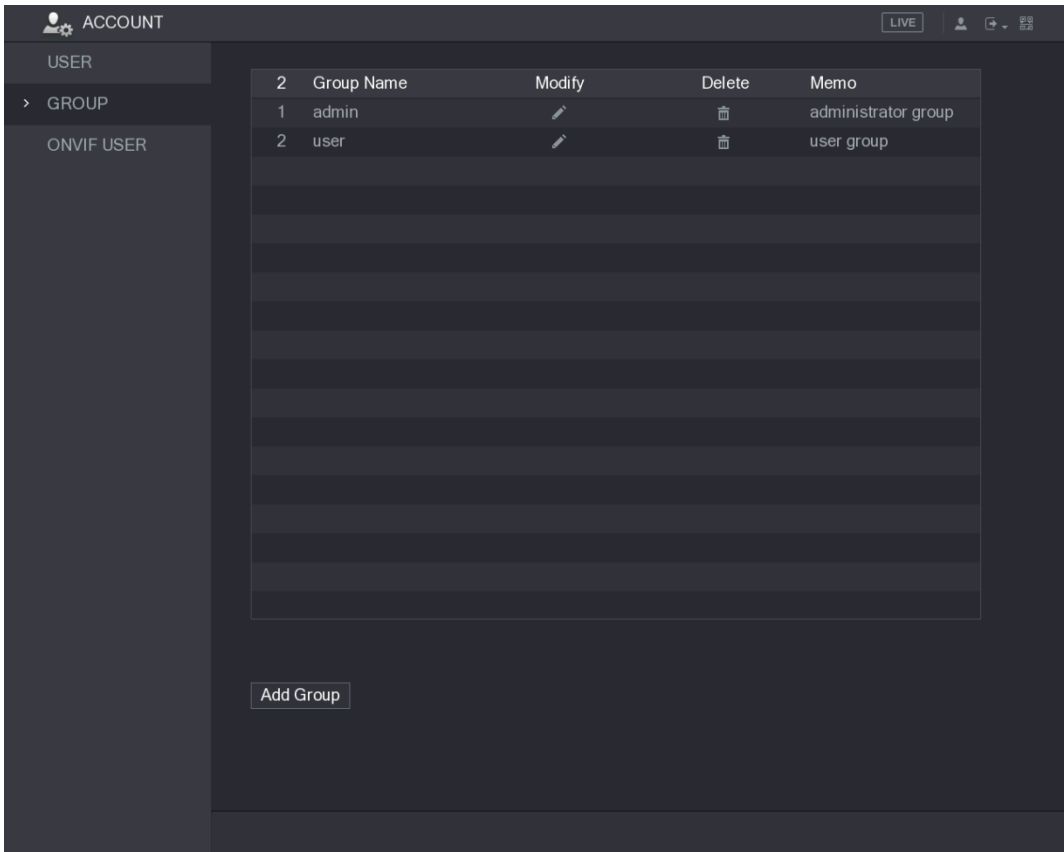 ACCOUNT
LIVE
USER
GROUP
ONVIF USER
2 Group Name Modify Delete Memo
1 admin administrator group
2 user user group
Add Group